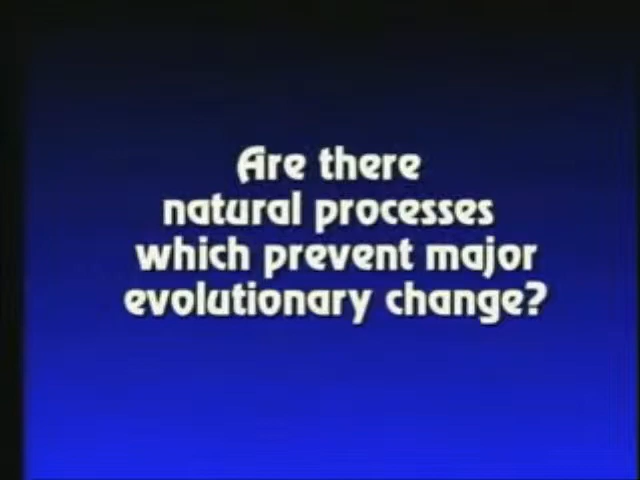 Are there
natural processes
which prevent major
evolutionary change?